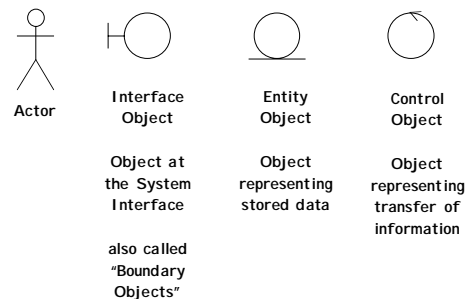 Actor
Interface
Object
Object at
the System
Interface
also called
"Boundary
Objects"
Entity
Object
Object
representing
stored data
Control
Object
Object
representing
transfer of
information